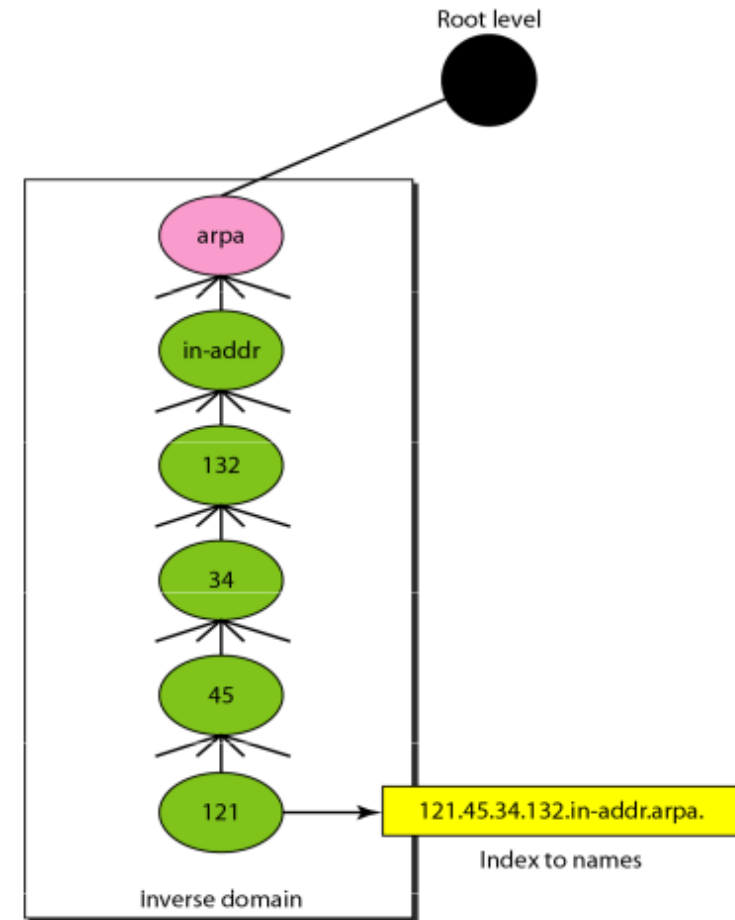 Root level
arpa
in-addr
132
34
45
121
121.45.34.132.in-addr.arpa.
Index to names
Inverse domain